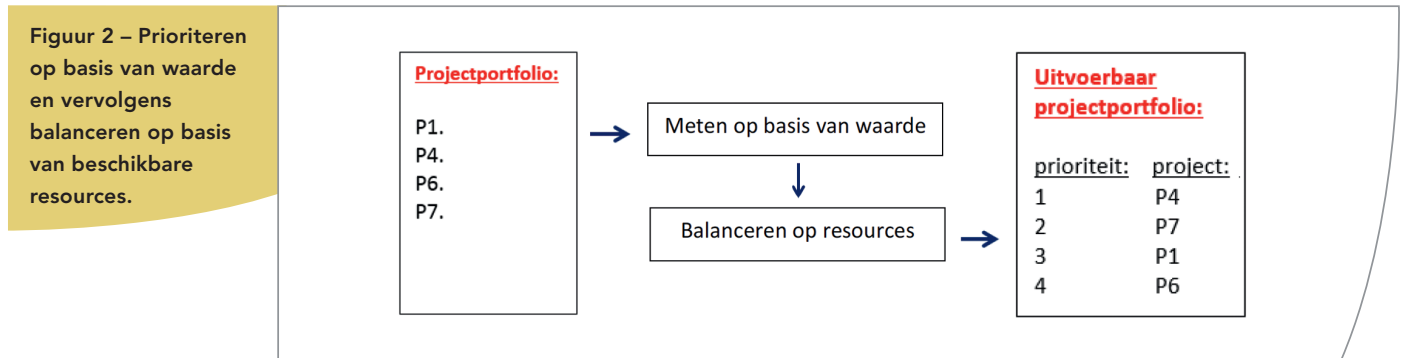 Figuur 2 – Prioriteren
op basis van waarde
en vervolgens
balanceren op basis
van beschikbare
resources.
Projectportfolio:
P1.
P4.
P6.
P7.
Meten op basis van waarde
Balanceren op resources
Uitvoerbaar
projectportfolio:
prioriteit: project:
1 P4
2 P7
3 P1
4 P6